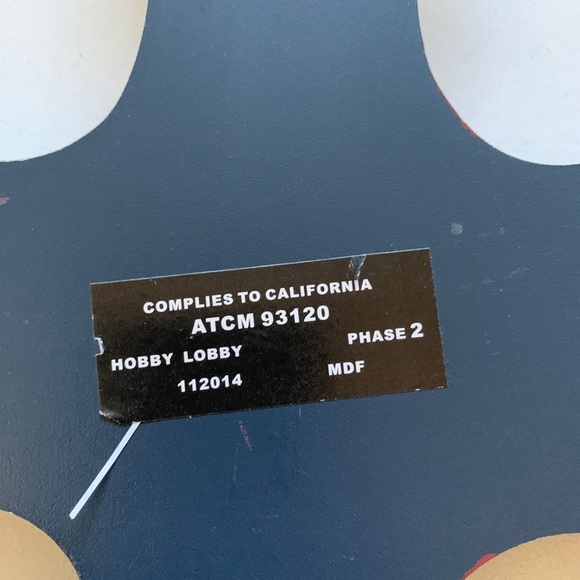 COMPLIES TO CALIFORNIA
ATCM 93120
HOBBY LOBBY PHASE 2
112014 MDF